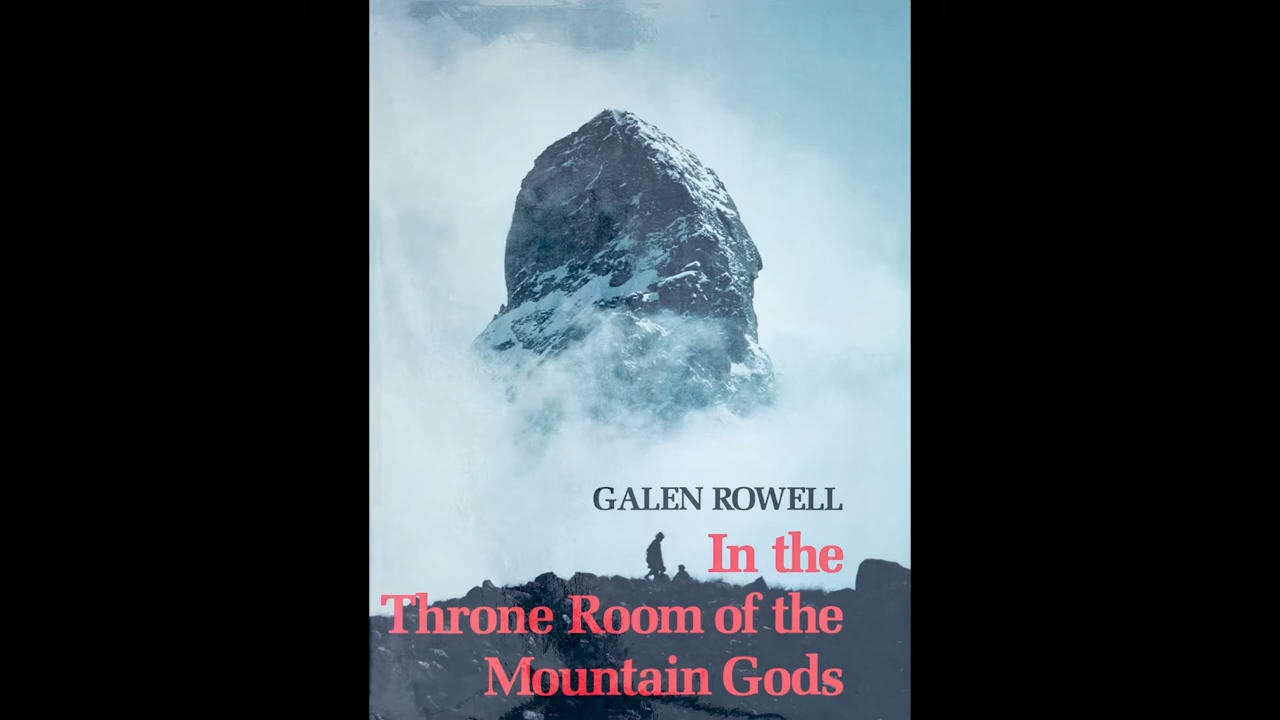 GALEN ROWELL
In the
Throne Room of the
Mountain Gods